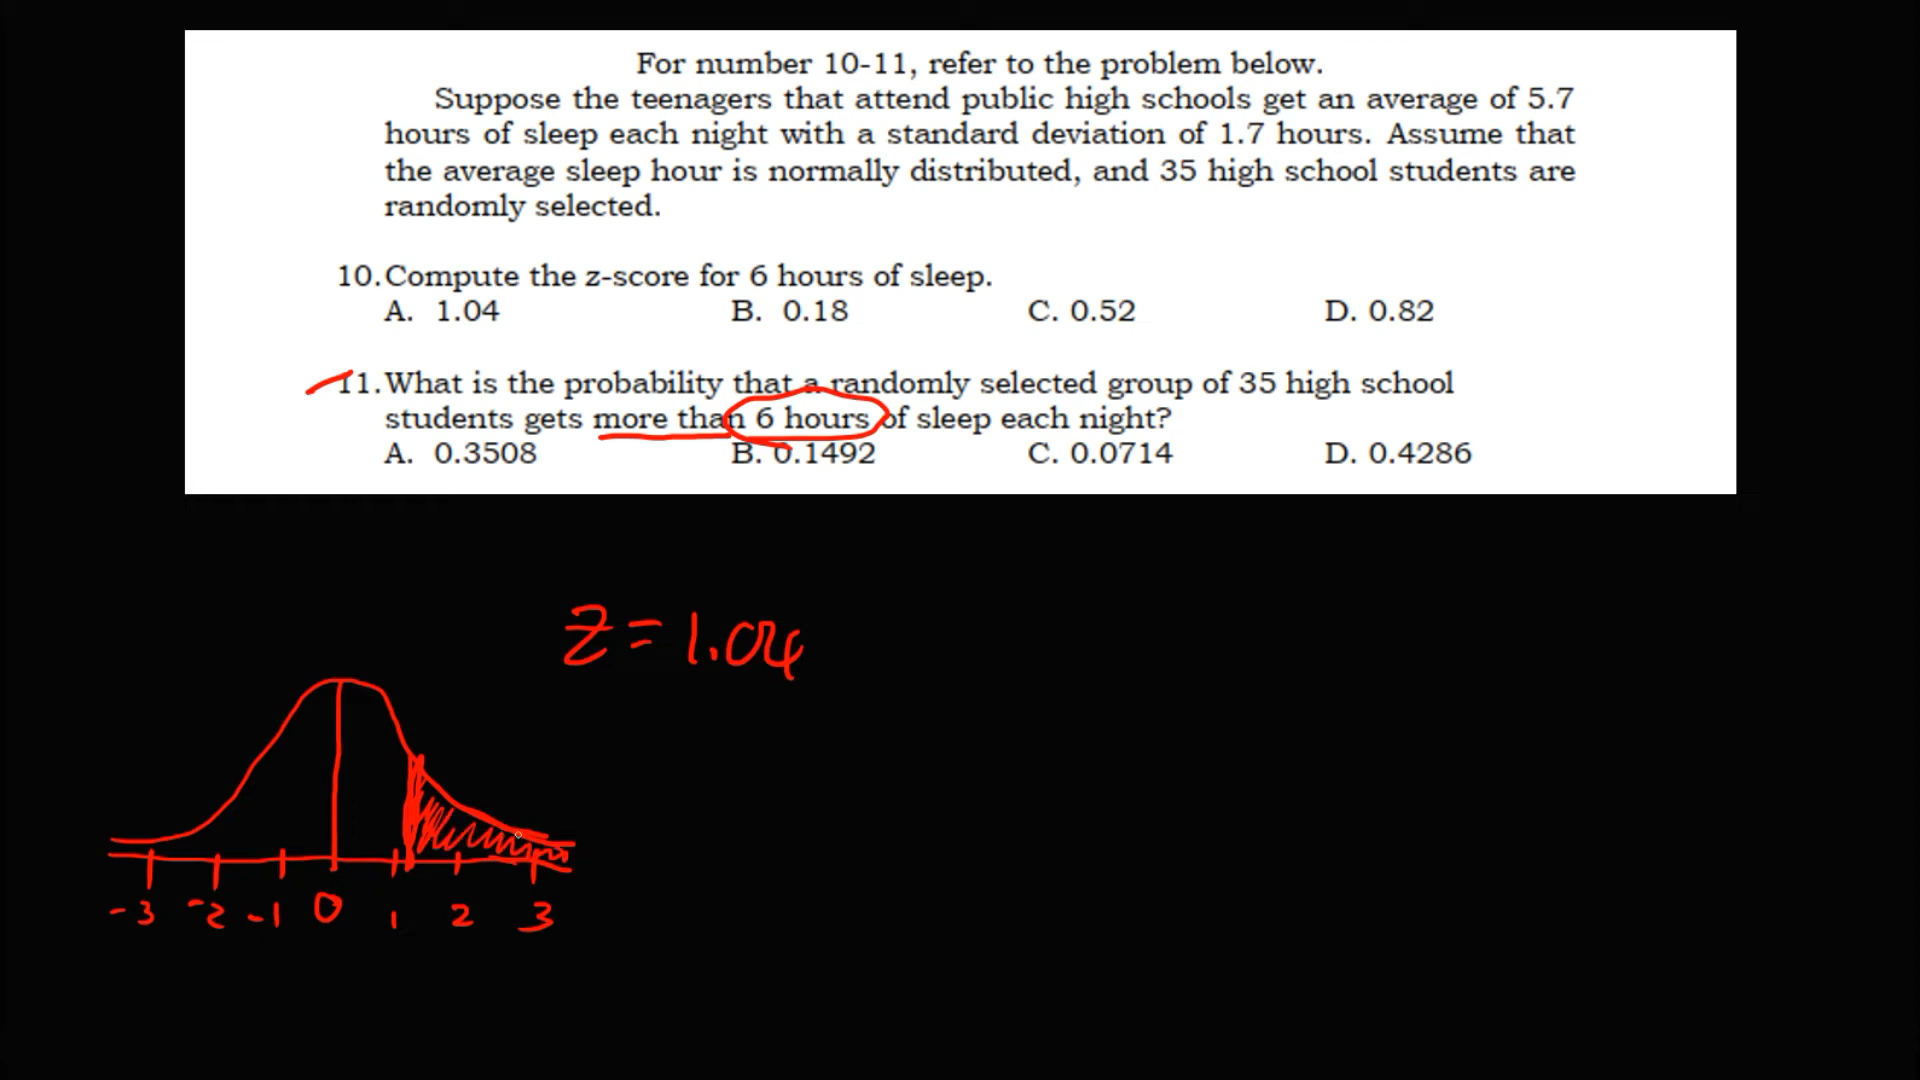 For number 10-11, refer to the problem below.
Suppose the teenagers that attend public high schools get an average of 5.7
hours of sleep each night with a standard deviation of 1.7 hours. Assume that
the average sleep hour is normally distributed, and 35 high school students are
randomly selected.
10. Compute the z-score for 6 hours of sleep.
A. 1.04 B. 0.18 C. 0.52 D. 0.82
11. What is the probability that a randomly selected group of 35 high school
students gets more than 6 hours of sleep each night?
A. 0.3508 B. 0.1492 C. 0.0714 D. 0.4286
Z = 1.04
-3 -2 -1 0 1 2 3